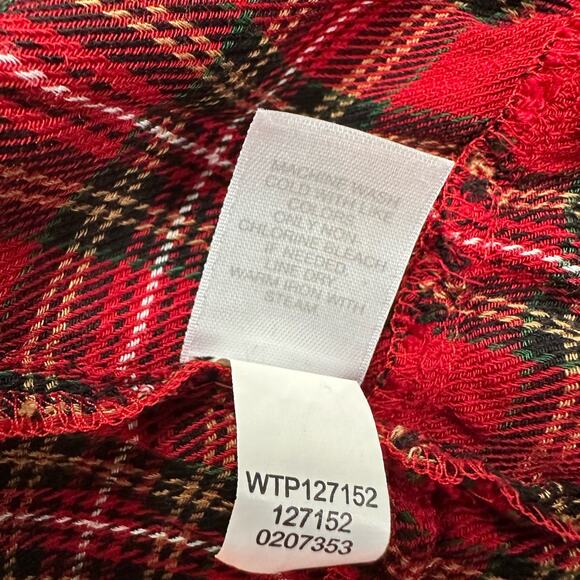 MACHINE WASH
COLD WITH LIKE
COLORS
ONLY NON
CHLORINE BLEACH
NEEDED
LINE DRY
WARM IRON WITH
STEAM
WTP127152
127152
0207353